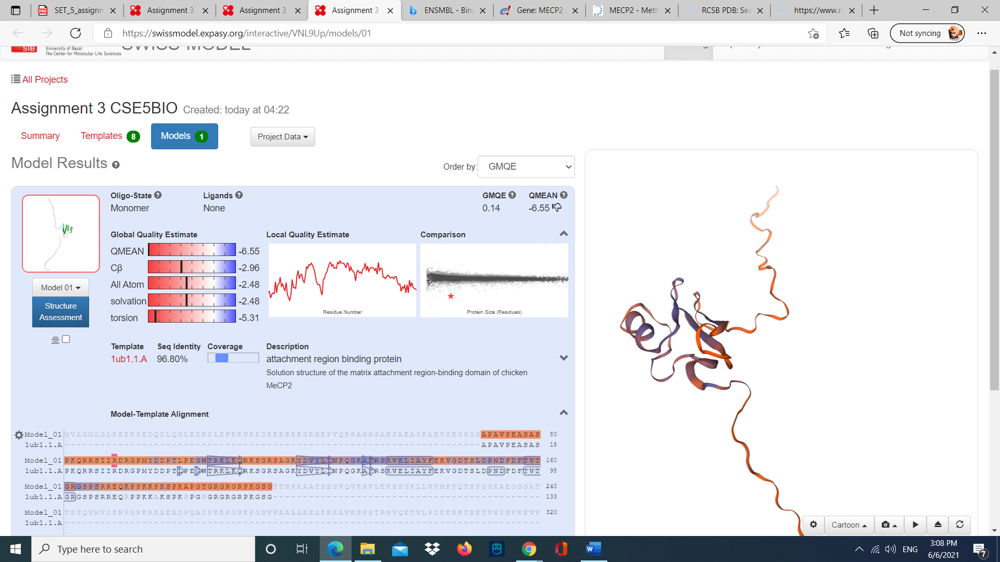 SET_5_assignm
Assignment 3
Assignment 3
Assignment 3
ENSMBL - Bing
Gene: MECP2
MECP2 - Meth
RCSB PDB: Sea
https://www.rc
https://swissmodel.expasy.org/interactive/VNL9Up/models/01
Not syncing
SIB
University of Basel
The Center for Molecular Life Sciences
SWISS-MODEL
All Projects
Assignment 3 CSE5BIO Created: today at 04:22
Summary
Templates 8
Models 1
Project Data
Model Results
Order by: GMQE
Oligo-State
Monomer
Ligands
None
GMQE
0.14
QMEAN
-6.55
Global Quality Estimate
Local Quality Estimate
Comparison
QMEAN -6.55
Cβ -2.96
All Atom -2.48
solvation -2.48
torsion -5.31
Residue Number
Protein Size (Residues)
Model 01
Structure
Assessment
Template
1ub1.1.A
Seq Identity
96.80%
Coverage
Description
attachment region binding protein
Solution structure of the matrix attachment region-binding domain of chicken
MeCP2
Model-Template Alignment
Model_01 MVAGMLGLREEKSEDQDLQGLKDKPLKFKKVKKDKKEEKEGKHEPVQPSAHHSAEPAEAGKAETSEGSGSAPAVPEASAS 80
1ub1.1.A ----------------------------------------------------------------------APAVPEASAS 18
Model_01 PKQRRSIIRDRGPMYDDPTLPEGWTRKLKQRKSGRSAGKYDVYLINPQGKAFRSKVELIAYFEKVGDTSLDPNDFDFTVT 160
1ub1.1.A PKQRRSIIRDRGPMYDDPTLPEGWTRKLKQRKSGRSAGKYDVYLINPQGKAFRSKVELIAYFEKVGDTSLDPNDFDFTVT 98
Model_01 GRGSPSRREQKPPKKPKSPKAPGTGRGRGRPKGSGTTRPKAATSEGVQVKRVLEKSPGKLLVKMPFQTSPGGKAEGGGAT 240
1ub1.1.A GRGSPSRREQRPPKKAKSPKSPGSGRGRGRPKGSG--------------------------------------------- 133
Model_01 TSTQVMVIKRPGRKRKAEADPQAIPKKRGRKPGSVVAAAAAEAKKKAVKESSIRSVQETVLPIKKRKTRETVSIEVKEVV 320
1ub1.1.A --------------------------------------------------------------------------------
Cartoon
Type here to search
ENG
3:08 PM
6/6/2021
7